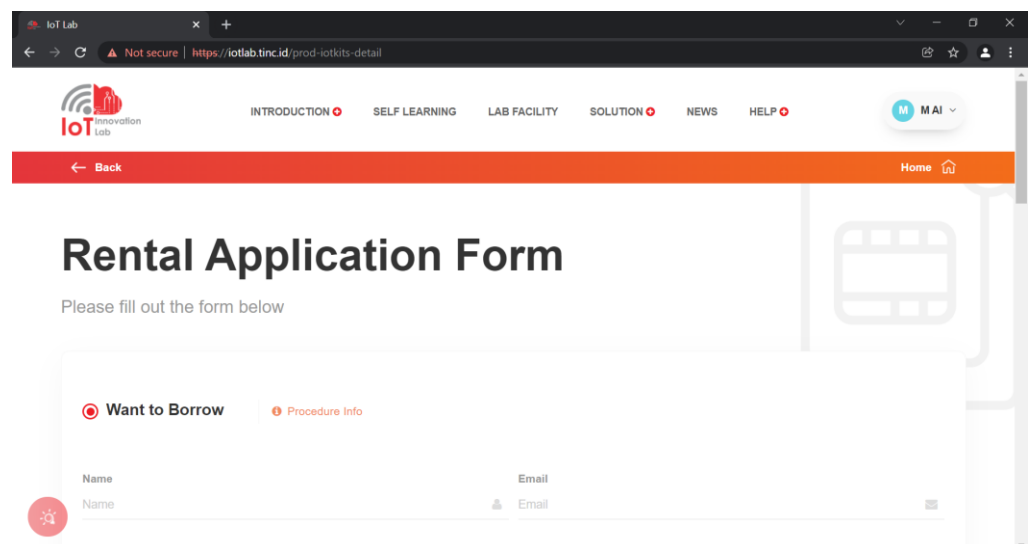 IoT Lab
Not secure | https://iotlab.tinc.id/prod-iotkits-detail
IoT Innovation Lab
INTRODUCTION SELF LEARNING LAB FACILITY SOLUTION NEWS HELP
M M AI
Back Home
Rental Application Form
Please fill out the form below
Want to Borrow Procedure Info
Name Email
Name Email